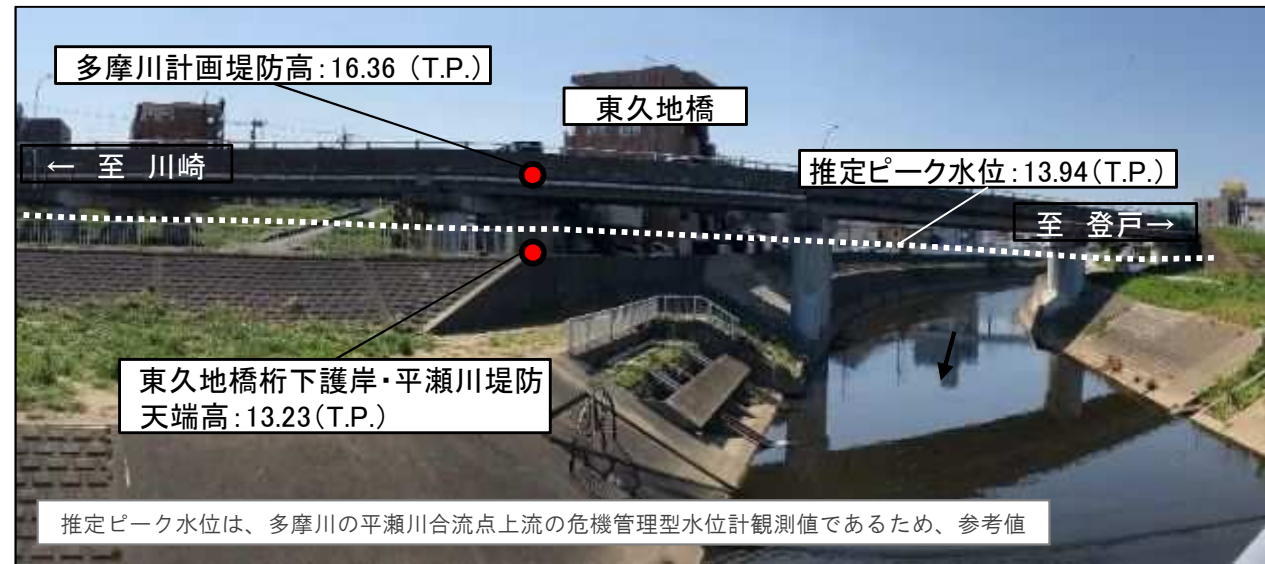 多摩川計画堤防高:16.36 (T.P.)
東久地橋
← 至 川崎
推定ピーク水位:13.94(T.P.)
至 登戸→
東久地橋桁下護岸・平瀬川堤防
天端高:13.23(T.P.)
推定ピーク水位は、多摩川の平瀬川合流点上流の危機管理型水位計観測値であるため、参考値